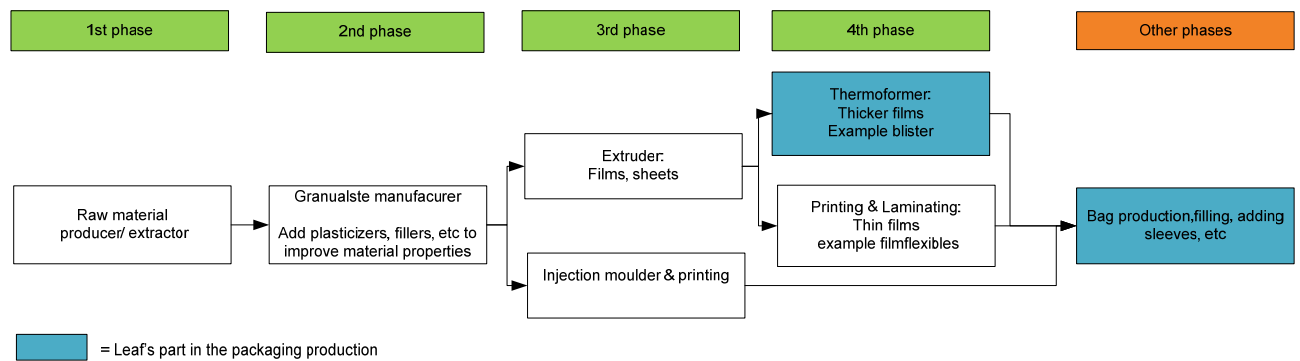 1st phase
2nd phase
3rd phase
4th phase
Other phases
Thermoformer:
Thicker films
Example blister
Extruder:
Films, sheets
Raw material
producer/ extractor
Granualste manufacurer
Add plasticizers, fillers, etc to
improve material properties
Printing & Laminating:
Thin films
example filmflexibles
Bag production,filling, adding
sleeves, etc
Injection moulder & printing
= Leaf's part in the packaging production